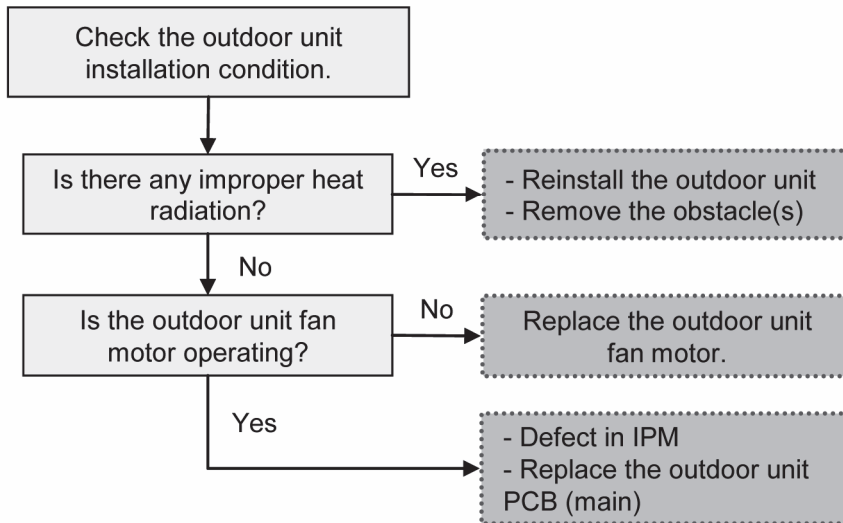 Check the outdoor unit
installation condition.
Is there any improper heat
radiation?
Yes
- Reinstall the outdoor unit
- Remove the obstacle(s)
No
Is the outdoor unit fan
motor operating?
No
Replace the outdoor unit
fan motor.
Yes
- Defect in IPM
- Replace the outdoor unit
PCB (main)